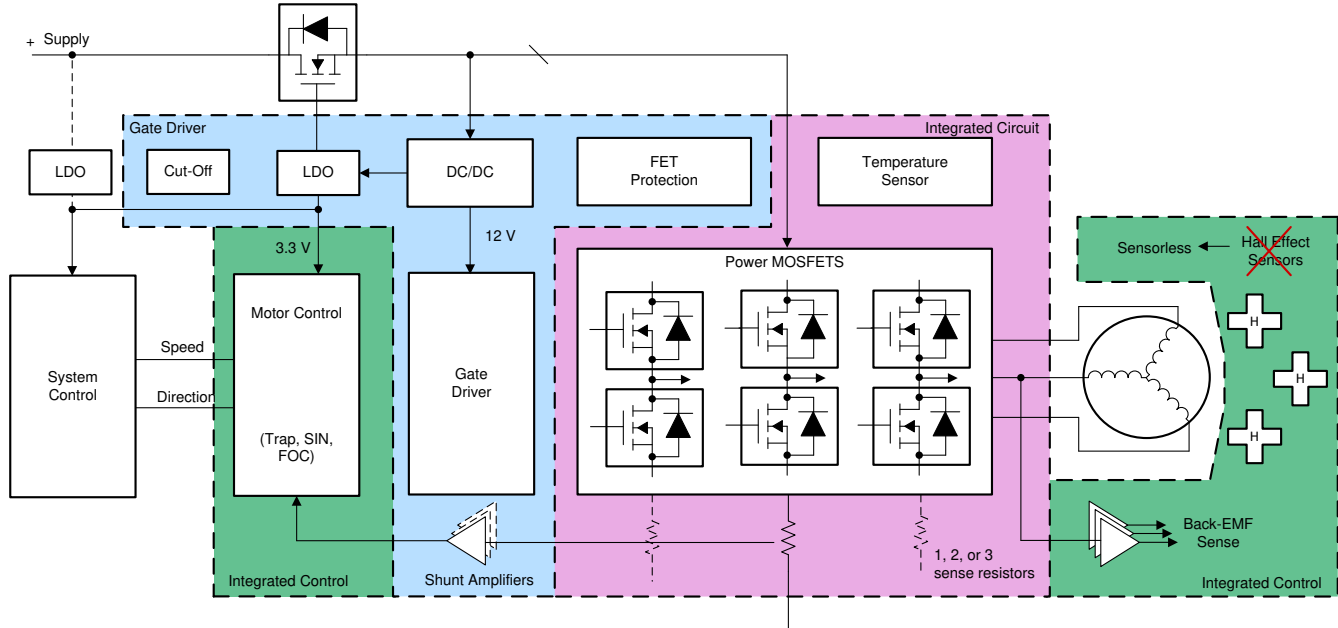 + Supply
Gate Driver
Integrated Circuit
LDO
Cut-Off
LDO
DC/DC
FET
Protection
Temperature
Sensor
3.3 V
12 V
Sensorless
Hall Effect
Sensors
Power MOSFETS
Motor Control
System
Control
Speed
Direction
Gate
Driver
(Trap, SIN,
FOC)
H
H
H
Back-EMF
Sense
1, 2, or 3
sense resistors
Integrated Control
Shunt Amplifiers
Integrated Control